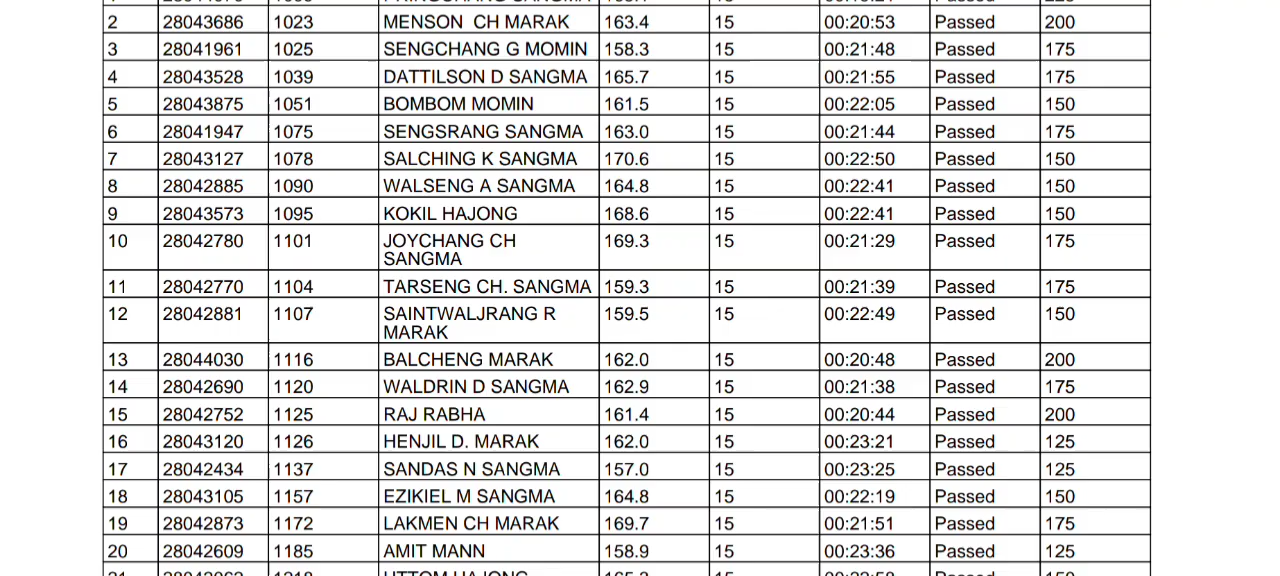 2 28043686 1023 MENSON CH MARAK 163.4 15 00:20:53 Passed 200
3 28041961 1025 SENGCHANG G MOMIN 158.3 15 00:21:48 Passed 175
4 28043528 1039 DATTILSON D SANGMA 165.7 15 00:21:55 Passed 175
5 28043875 1051 BOMBOM MOMIN 161.5 15 00:22:05 Passed 150
6 28041947 1075 SENGSRANG SANGMA 163.0 15 00:21:44 Passed 175
7 28043127 1078 SALCHING K SANGMA 170.6 15 00:22:50 Passed 150
8 28042885 1090 WALSENG A SANGMA 164.8 15 00:22:41 Passed 150
9 28043573 1095 KOKIL HAJONG 168.6 15 00:22:41 Passed 150
10 28042780 1101 JOYCHANG CH 169.3 15 00:21:29 Passed 175
SANGMA
11 28042770 1104 TARSENG CH. SANGMA 159.3 15 00:21:39 Passed 175
12 28042881 1107 SAINTWALJRANG R 159.5 15 00:22:49 Passed 150
MARAK
13 28044030 1116 BALCHENG MARAK 162.0 15 00:20:48 Passed 200
14 28042690 1120 WALDRIN D SANGMA 162.9 15 00:21:38 Passed 175
15 28042752 1125 RAJ RABHA 161.4 15 00:20:44 Passed 200
16 28043120 1126 HENJIL D. MARAK 162.0 15 00:23:21 Passed 125
17 28042434 1137 SANDAS N SANGMA 157.0 15 00:23:25 Passed 125
18 28043105 1157 EZIKIEL M SANGMA 164.8 15 00:22:19 Passed 150
19 28042873 1172 LAKMEN CH MARAK 169.7 15 00:21:51 Passed 175
20 28042609 1185 AMIT MANN 158.9 15 00:23:36 Passed 125